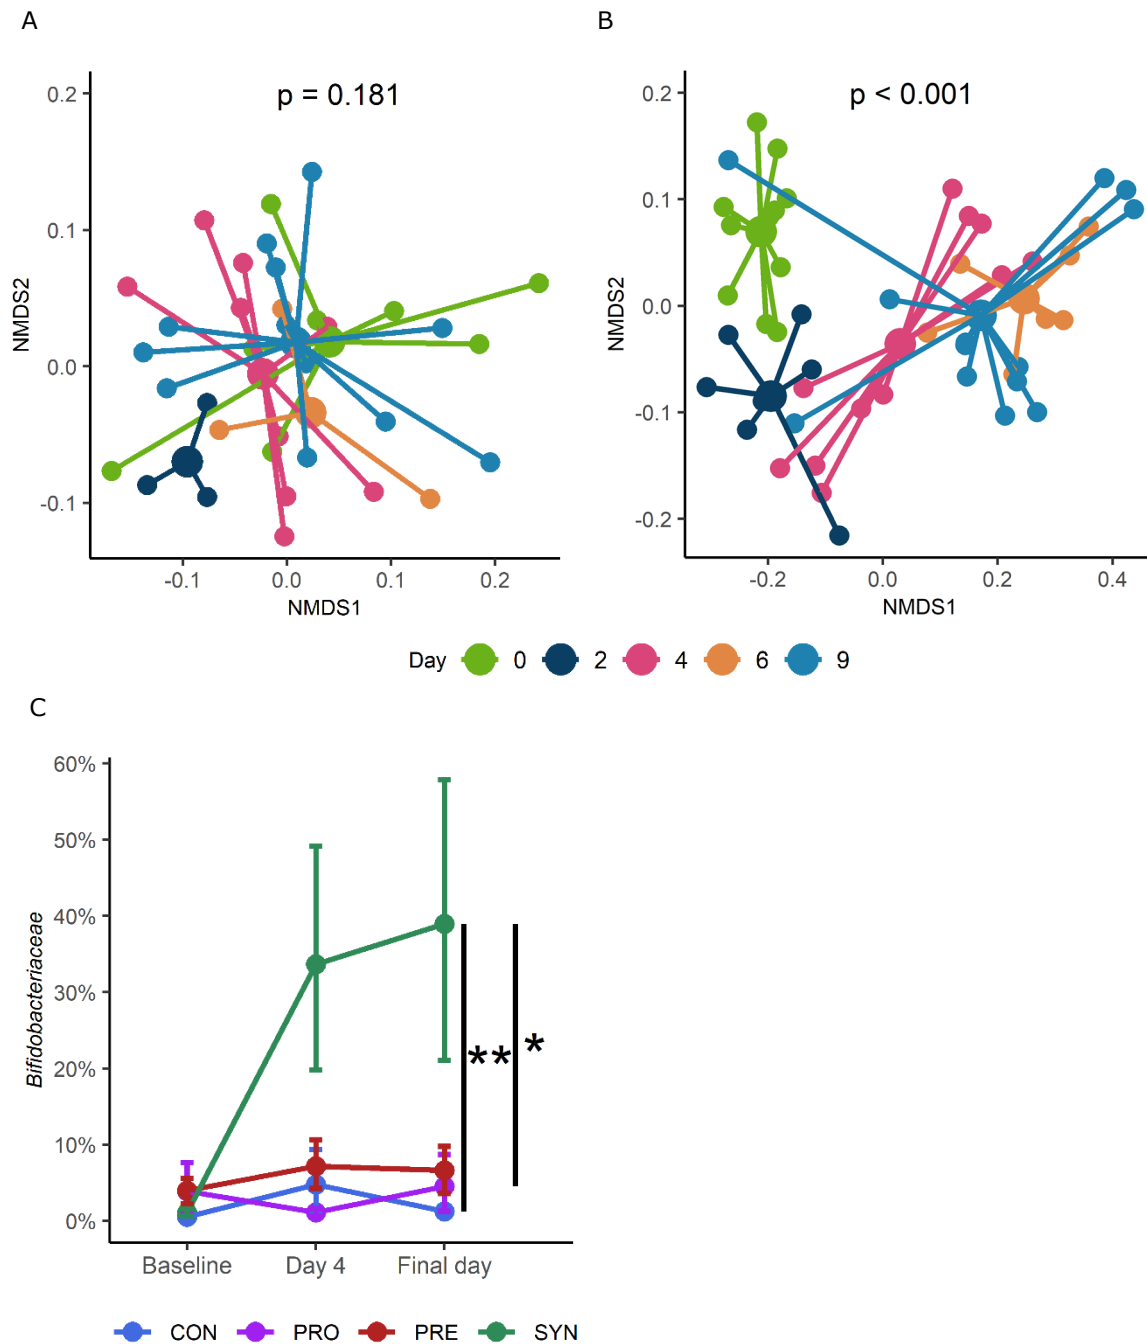 A
B
p = 0.181
p < 0.001
0.2
0.1
0.0
-0.1
NMDS2
-0.1
0.0
0.1
0.2
NMDS1
0.2
0.1
0.0
-0.1
-0.2
NMDS2
-0.2
0.0
0.2
0.4
NMDS1
Day 0 2 4 6 9
C
60%
50%
40%
30%
20%
10%
0%
Bifidobacteriaceae
**
*
Baseline
Day 4
Final day
CON PRO PRE SYN